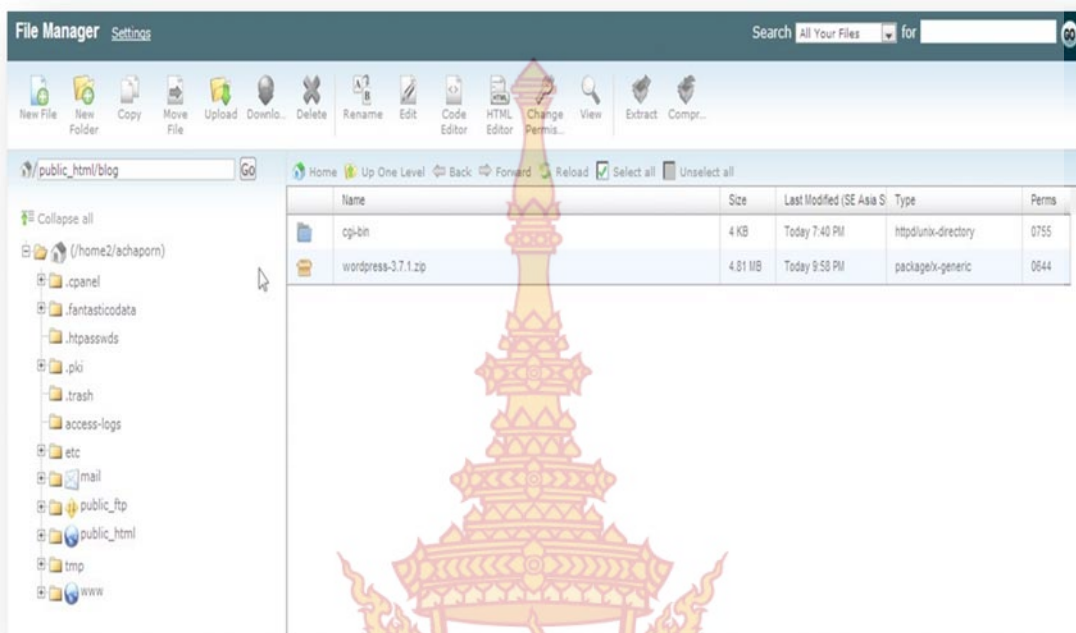 File Manager Settings
Search All Your Files for GO
New File New Folder Copy Move File Upload Downlo.. Delete Rename Edit Code Editor HTML Editor Change Permis... View Extract Compr...
/public_html/blog Go
Home Up One Level Back Forward Reload Select all Unselect all
Name Size Last Modified (SE Asia S Type Perms
cgi-bin 4 KB Today 7:40 PM httpd/unix-directory 0755
wordpress-3.7.1.zip 4.81 MB Today 9:58 PM package/x-generic 0644
Collapse all
(/home2/achaporn)
.cpanel
.fantasticodata
.htpasswds
.pki
.trash
access-logs
etc
mail
public_ftp
public_html
tmp
www